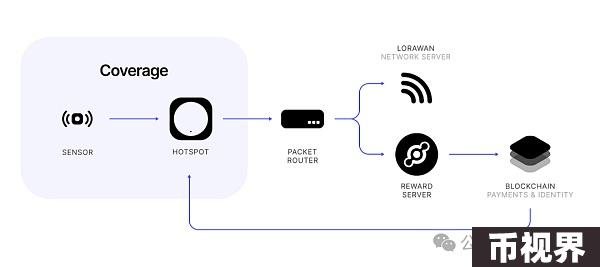 Coverage
SENSOR
HOTSPOT
PACKET
ROUTER
LORAWAN
NETWORK SERVER
REWARD
SERVER
BLOCKCHAIN
PAYMENTS & IDENTITY
币视界